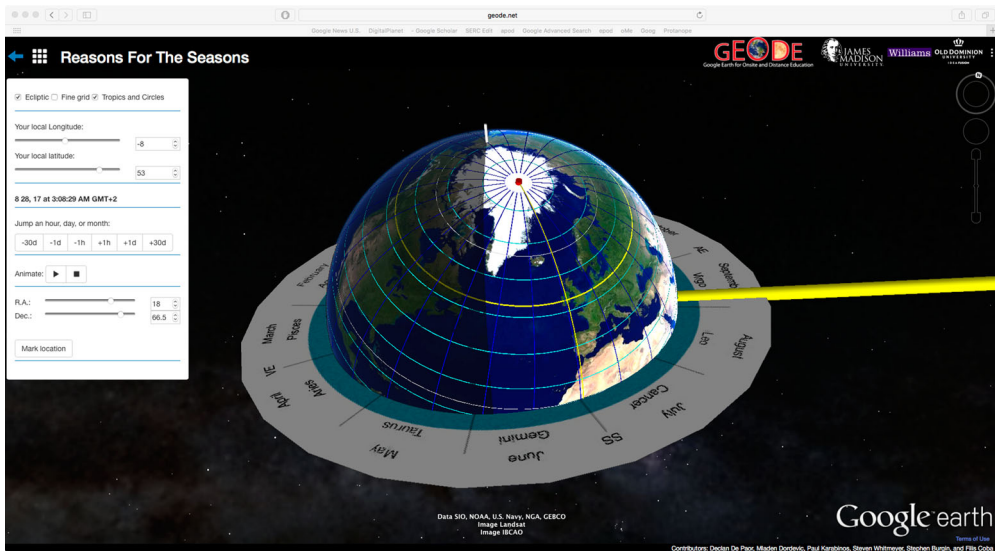 geode.net
Google News U.S. DigitalPlanet Google Scholar SERC Edit epod Google Advanced Search epod oMe Goog Protanope
Reasons For The Seasons
GEODE
Google Earth for Onsite and Distance Education
JAMES
MADISON
UNIVERSITY
Williams
OLD DOMINION
UNIVERSITY
N
Ecliptic Fine grid Tropics and Circles
Your local Longitude:
-8
Your local latitude:
53
8 28, 17 at 3:08:29 AM GMT+2
Jump an hour, day, or month:
-30d -1d -1h +1h +1d +30d
Animate:
R.A.: 18
Dec.: 66.5
Mark location
February
March
Pisces
VE
April
Aries
May
Taurus
June
Gemini
SS
July
Cancer
August
Leo
Virgo
AE
Data SIO, NOAA, U.S. Navy, NGA, GEBCO
Image Landsat
Image IBCAO
Google earth
Terms of Use
Contributors: Declan De Paor, Mladen Dordevic, Paul Karabinos, Steven Whitmeyer, Stephen Burgin, and Filis Coba